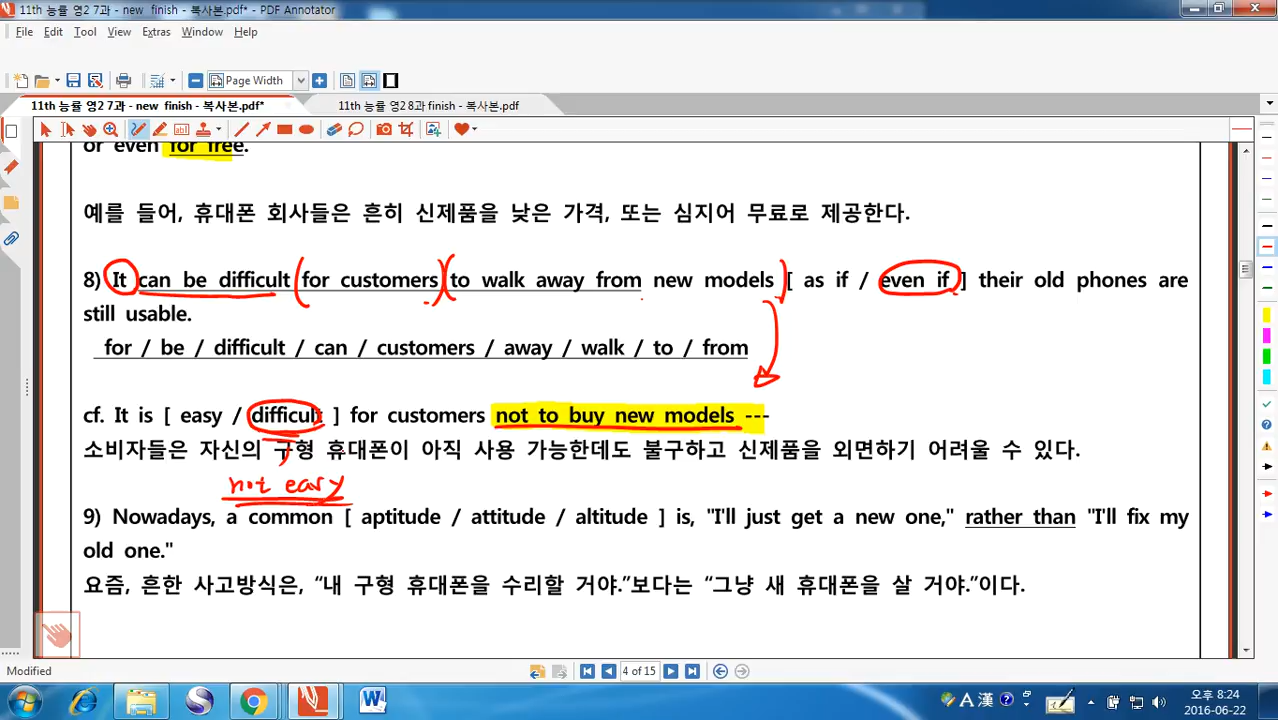 11th 능률 영2 7과 - new finish - 복사본.pdf* - PDF Annotator
File Edit Tool View Extras Window Help
Page Width
11th 능률 영2 7과 - new finish - 복사본.pdf*
11th 능률 영2 8과 finish - 복사본.pdf
or even for free.
예를 들어, 휴대폰 회사들은 흔히 신제품을 낮은 가격, 또는 심지어 무료로 제공한다.
8) It can be difficult for customers to walk away from new models [ as if / even if ] their old phones are
still usable.
for / be / difficult / can / customers / away / walk / to / from
cf. It is [ easy / difficult ] for customers not to buy new models ---
소비자들은 자신의 구형 휴대폰이 아직 사용 가능한데도 불구하고 신제품을 외면하기 어려울 수 있다.
not easy
9) Nowadays, a common [ aptitude / attitude / altitude ] is, "I'll just get a new one," rather than "I'll fix my
old one."
요즘, 흔한 사고방식은, “내 구형 휴대폰을 수리할 거야.”보다는 “그냥 새 휴대폰을 살 거야.”이다.
Modified
4 of 15
A 漢
오후 8:24
2016-06-22